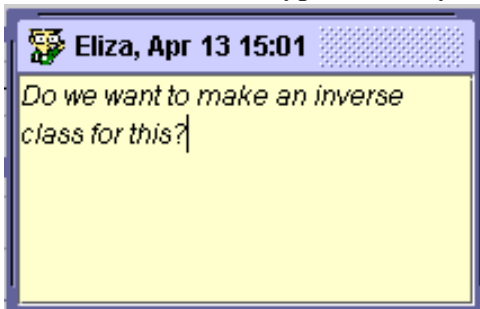 Eliza, Apr 13 15:01
Do we want to make an inverse
class for this?